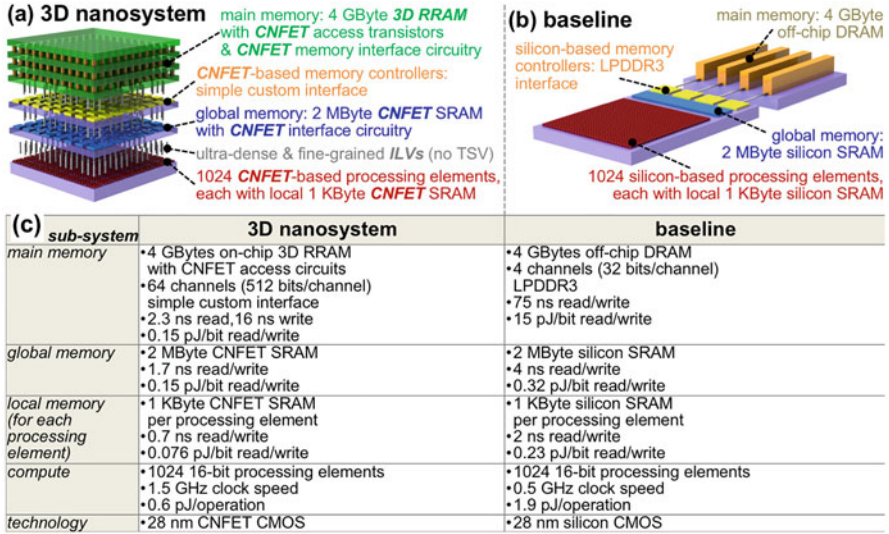 (a) 3D nanosystem
main memory: 4 GByte 3D RRAM
with CNFET access transistors
& CNFET memory interface circuitry
CNFET-based memory controllers:
simple custom interface
global memory: 2 MByte CNFET SRAM
with CNFET interface circuitry
ultra-dense & fine-grained ILVs (no TSV)
1024 CNFET-based processing elements,
each with local 1 KByte CNFET SRAM
(b) baseline
main memory: 4 GByte
off-chip DRAM
silicon-based memory
controllers: LPDDR3
interface
global memory:
2 MByte silicon SRAM
1024 silicon-based processing elements,
each with local 1 KByte silicon SRAM
(c) sub-system
3D nanosystem
baseline
main memory
•4 GBytes on-chip 3D RRAM
with CNFET access circuits
•64 channels (512 bits/channel)
simple custom interface
•2.3 ns read,16 ns write
•0.15 pJ/bit read/write
•4 GBytes off-chip DRAM
•4 channels (32 bits/channel)
LPDDR3
•75 ns read/write
•15 pJ/bit read/write
global memory
•2 MByte CNFET SRAM
•1.7 ns read/write
•0.15 pJ/bit read/write
•2 MByte silicon SRAM
•4 ns read/write
•0.32 pJ/bit read/write
local memory
(for each
processing
element)
•1 KByte CNFET SRAM
per processing element
•0.7 ns read/write
•0.076 pJ/bit read/write
•1 KByte silicon SRAM
per processing element
•2 ns read/write
•0.23 pJ/bit read/write
compute
•1024 16-bit processing elements
•1.5 GHz clock speed
•0.6 pJ/operation
•1024 16-bit processing elements
•0.5 GHz clock speed
•1.9 pJ/operation
technology
•28 nm CNFET CMOS
•28 nm silicon CMOS